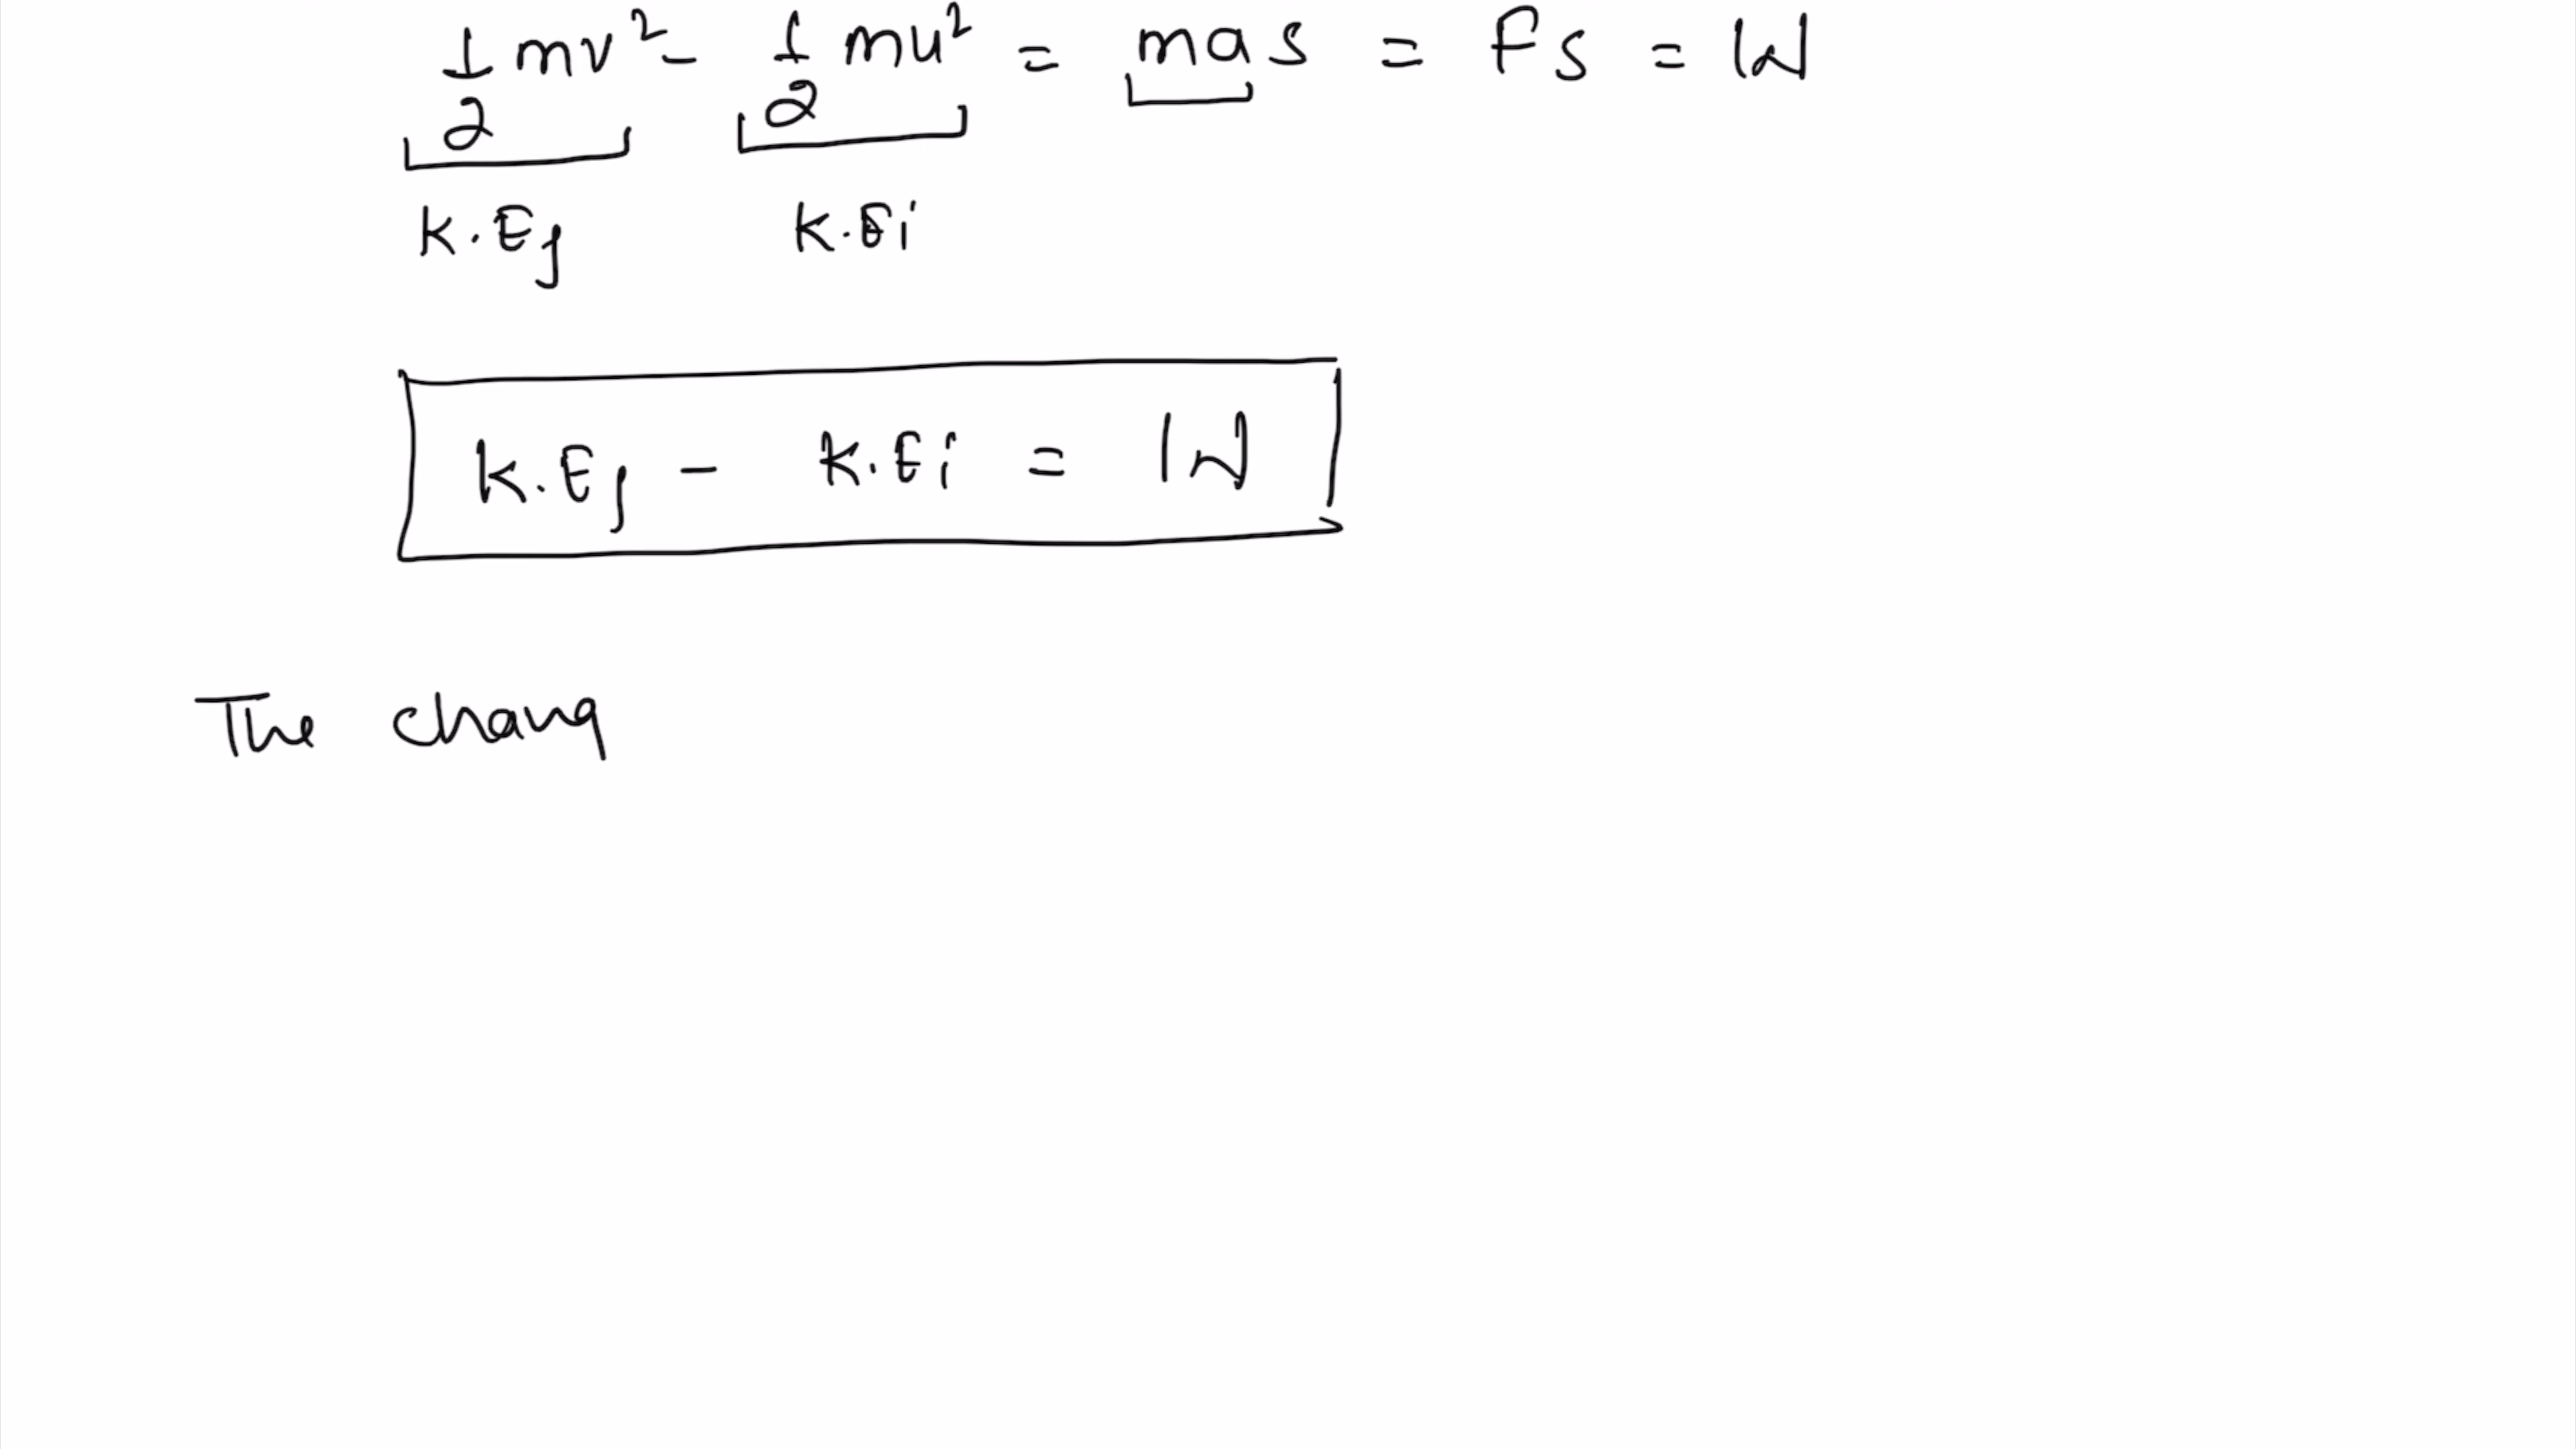 ½ mv² - ½ mu² = mas = Fs = W
K.Ef K.Ei
K.Ef - K.Ei = W
The chang